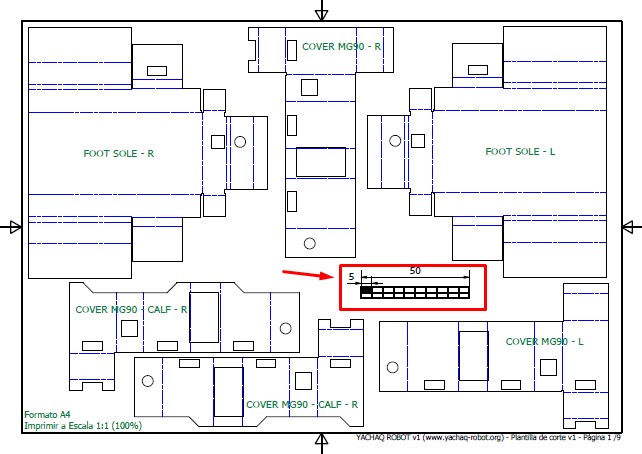 COVER MG90 - R
FOOT SOLE - R
FOOT SOLE - L
50
5
COVER MG90 - CALF - R
COVER MG90 - L
COVER MG90 - CALF - R
Formato A4
Imprimir a Escala 1:1 (100%)
YACHAQ ROBOT v1 (www.yachaq-robot.org) - Plantilla de corte v1 - Página 1 /9